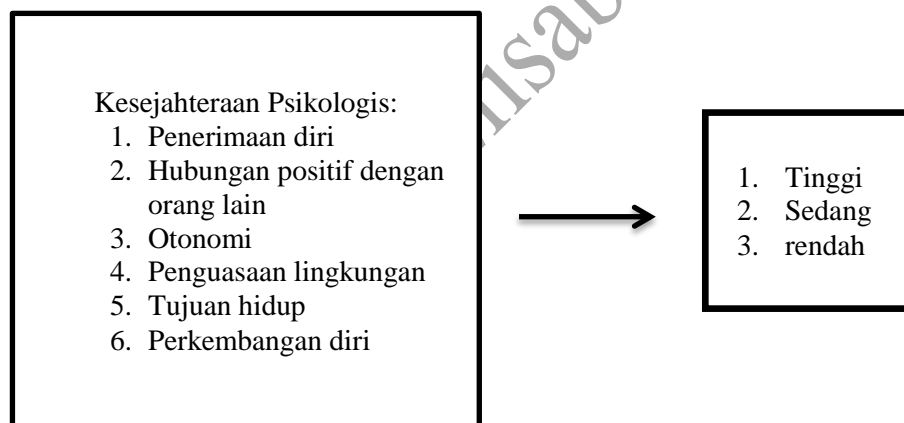 Kesejahteraan Psikologis:
1. Penerimaan diri
2. Hubungan positif dengan
orang lain
3. Otonomi
4. Penguasaan lingkungan
5. Tujuan hidup
6. Perkembangan diri
1. Tinggi
2. Sedang
3. rendah